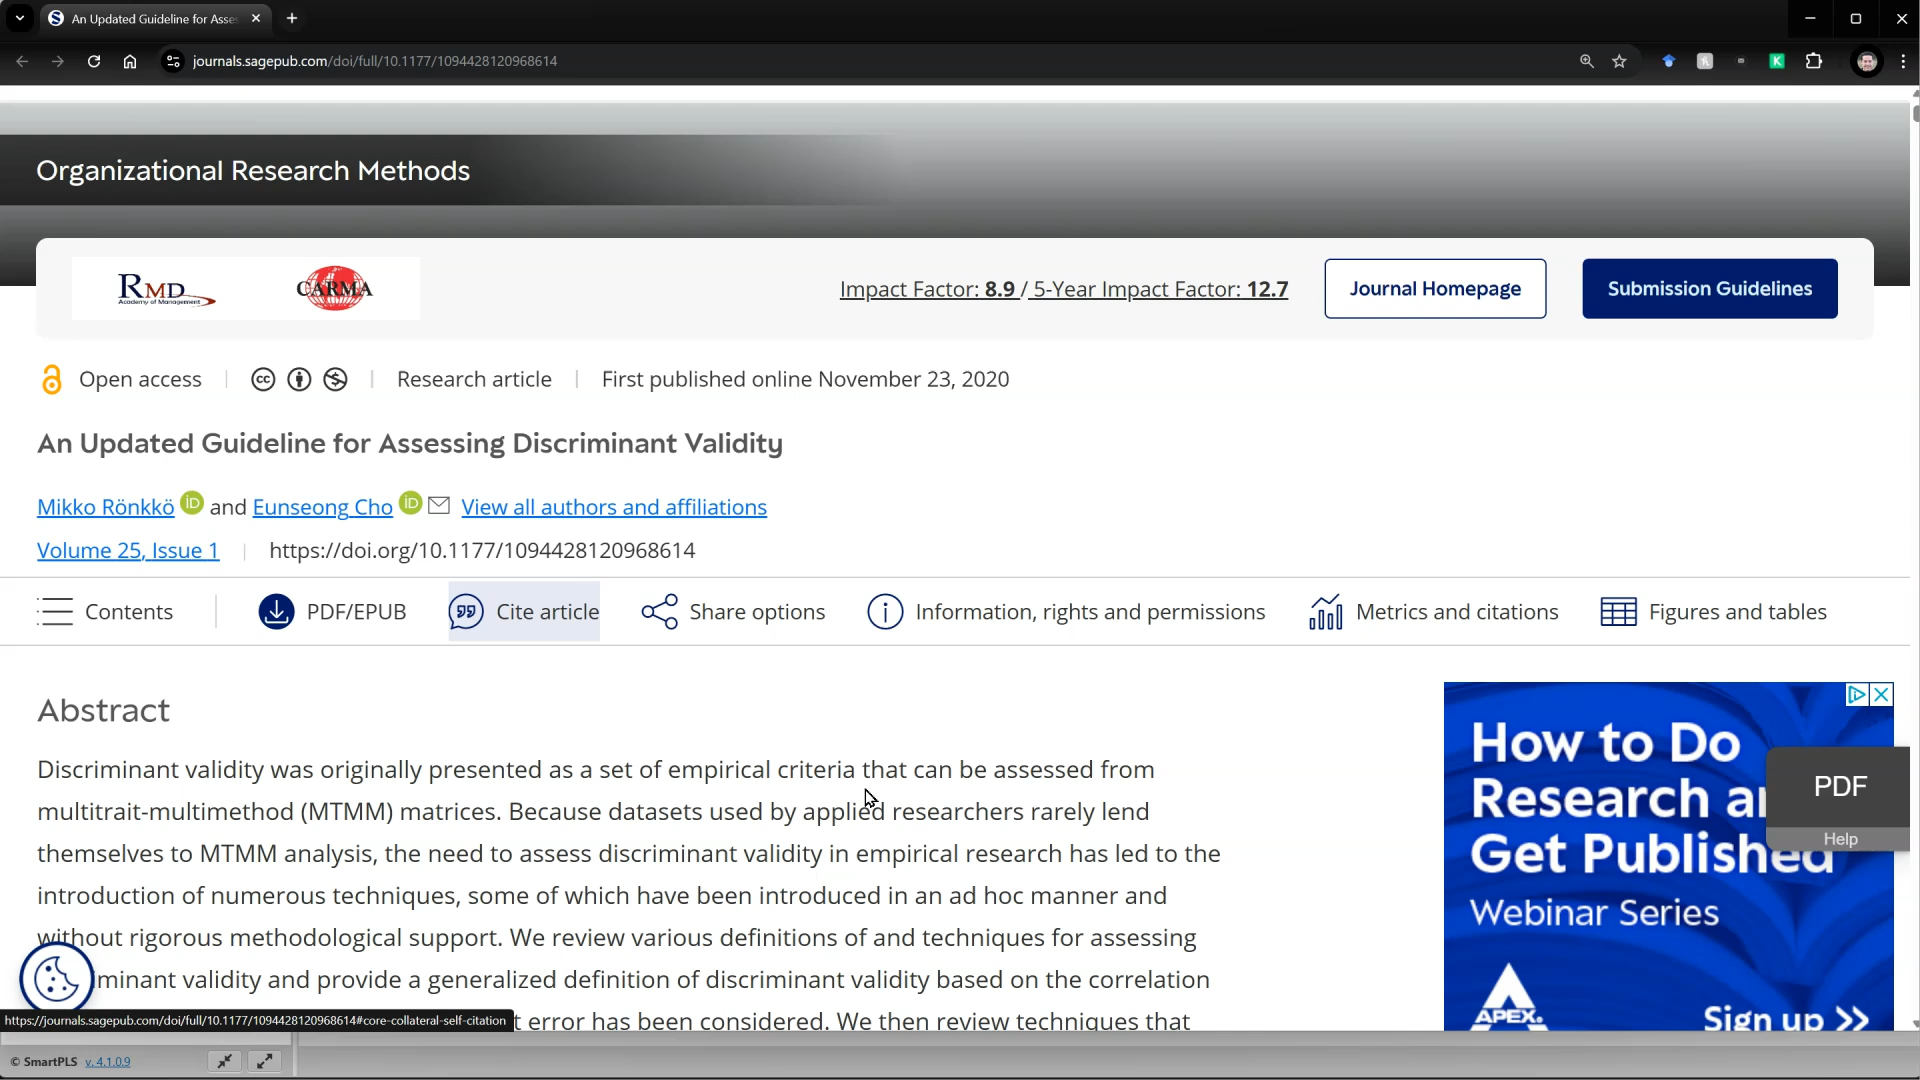 An Updated Guideline for Asse
journals.sagepub.com/doi/full/10.1177/1094428120968614
Organizational Research Methods
RMD
Academy of Management
CARMA
Impact Factor: 8.9 / 5-Year Impact Factor: 12.7
Journal Homepage
Submission Guidelines
Open access
cc
Research article
First published online November 23, 2020
An Updated Guideline for Assessing Discriminant Validity
Mikko Rönkkö iD and Eunseong Cho iD View all authors and affiliations
Volume 25, Issue 1
https://doi.org/10.1177/1094428120968614
Contents
PDF/EPUB
Cite article
Share options
Information, rights and permissions
Metrics and citations
Figures and tables
Abstract
Discriminant validity was originally presented as a set of empirical criteria that can be assessed from
multitrait-multimethod (MTMM) matrices. Because datasets used by applied researchers rarely lend
themselves to MTMM analysis, the need to assess discriminant validity in empirical research has led to the
introduction of numerous techniques, some of which have been introduced in an ad hoc manner and
without rigorous methodological support. We review various definitions of and techniques for assessing
iminant validity and provide a generalized definition of discriminant validity based on the correlation
t error has been considered. We then review techniques that
How to Do
Research a
Get Published
Webinar Series
APEX.
Sign up >>
PDF
Help
https://journals.sagepub.com/doi/full/10.1177/1094428120968614#core-collateral-self-citation
© SmartPLS v. 4.1.0.9